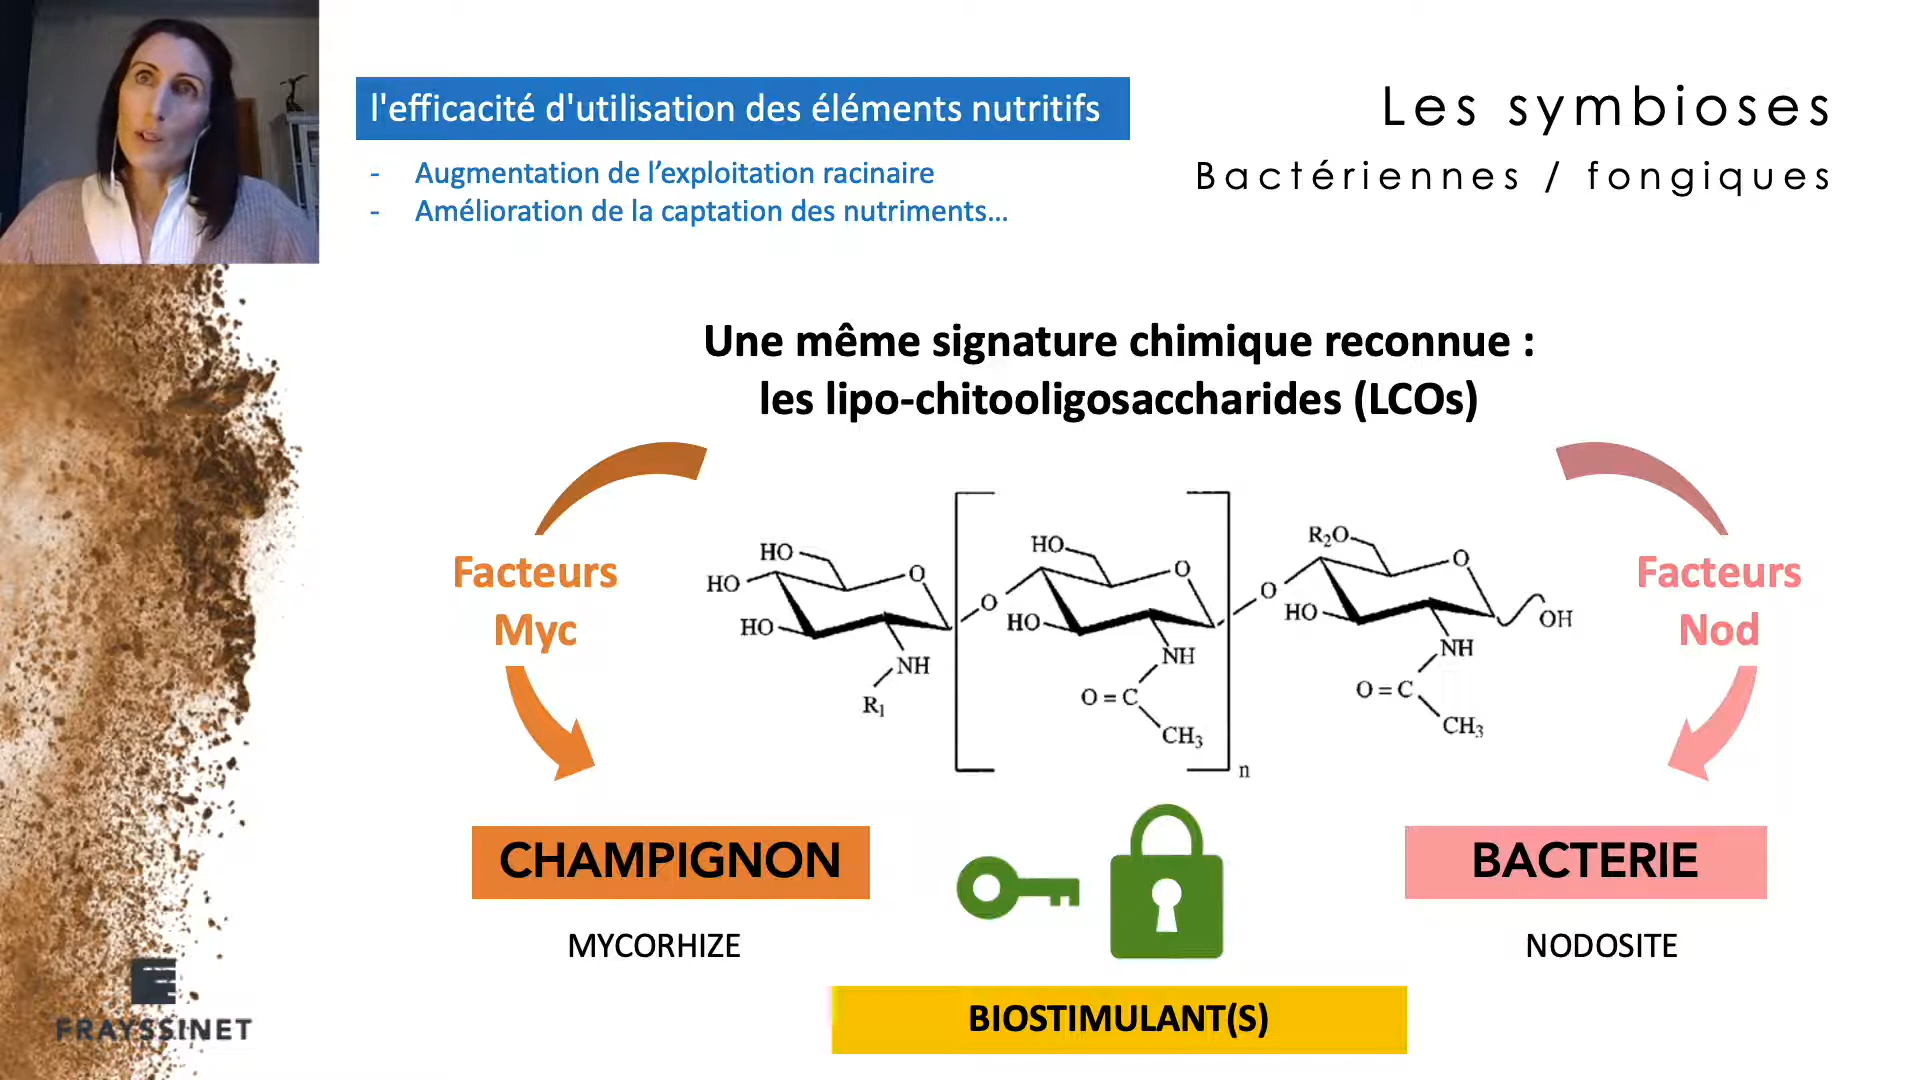 l'efficacité d'utilisation des éléments nutritifs
- Augmentation de l’exploitation racinaire
- Amélioration de la captation des nutriments...
Les symbioses
Bactériennes / fongiques
Une même signature chimique reconnue :
les lipo-chitooligosaccharides (LCOs)
Facteurs
Myc
HO
HO
HO
O
NH
R₁
O
HO
HO
O
NH
O=C
CH₃
n
O
R₂O
HO
O
NH
O=C
CH₃
OH
Facteurs
Nod
CHAMPIGNON
MYCORHIZE
BACTERIE
NODOSITE
BIOSTIMULANT(S)
FRAYSSINET